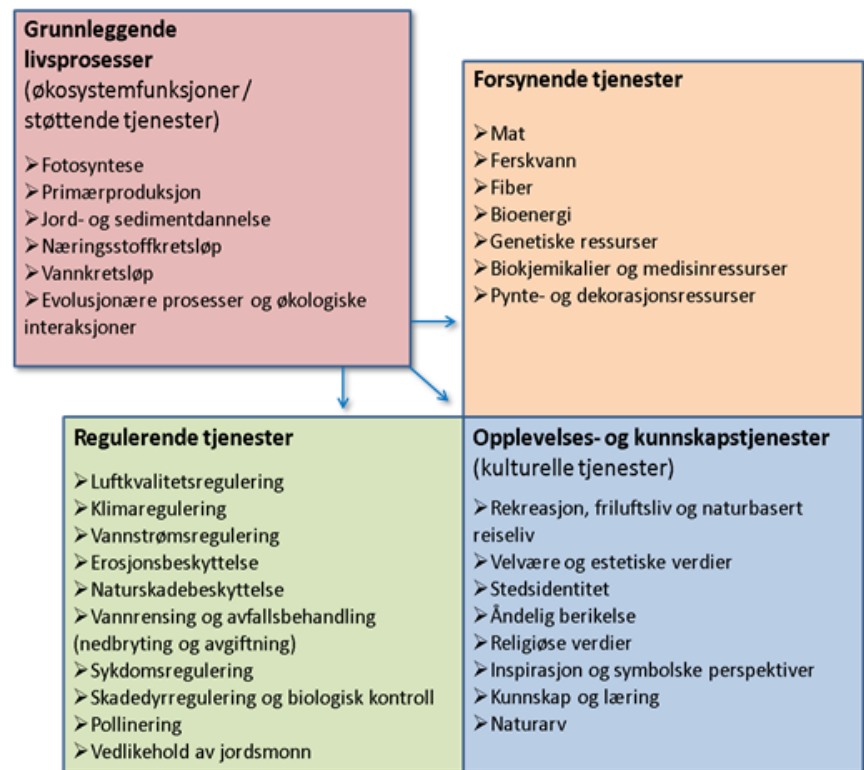 Grunnleggende
livsprosesser
(økosystemfunksjoner /
støttende tjenester)
➢Fotosyntese
➢Primærproduksjon
➢Jord- og sedimentdannelse
➢Næringsstoffkretsløp
➢Vannkretsløp
➢Evolusjonære prosesser og økologiske
interaksjoner
Forsynende tjenester
➢Mat
➢Ferskvann
➢Fiber
➢Bioenergi
➢Genetiske ressurser
➢Biokjemikalier og medisinressurser
➢Pynte- og dekorasjonsressurser
Regulerende tjenester
➢Luftkvalitetsregulering
➢Klimaregulering
➢Vannstrømsregulering
➢Erosjonsbeskyttelse
➢Naturskadebeskyttelse
➢Vannrensing og avfallsbehandling
(nedbryting og avgiftning)
➢Sykdomsregulering
➢Skadedyrregulering og biologisk kontroll
➢Pollinering
➢Vedlikehold av jordsmonn
Opplevelses- og kunnskapstjenester
(kulturelle tjenester)
➢Rekreasjon, friluftsliv og naturbasert
reiseliv
➢Velvære og estetiske verdier
➢Stedsidentitet
➢Åndelig berikelse
➢Religiøse verdier
➢Inspirasjon og symbolske perspektiver
➢Kunnskap og læring
➢Naturarv